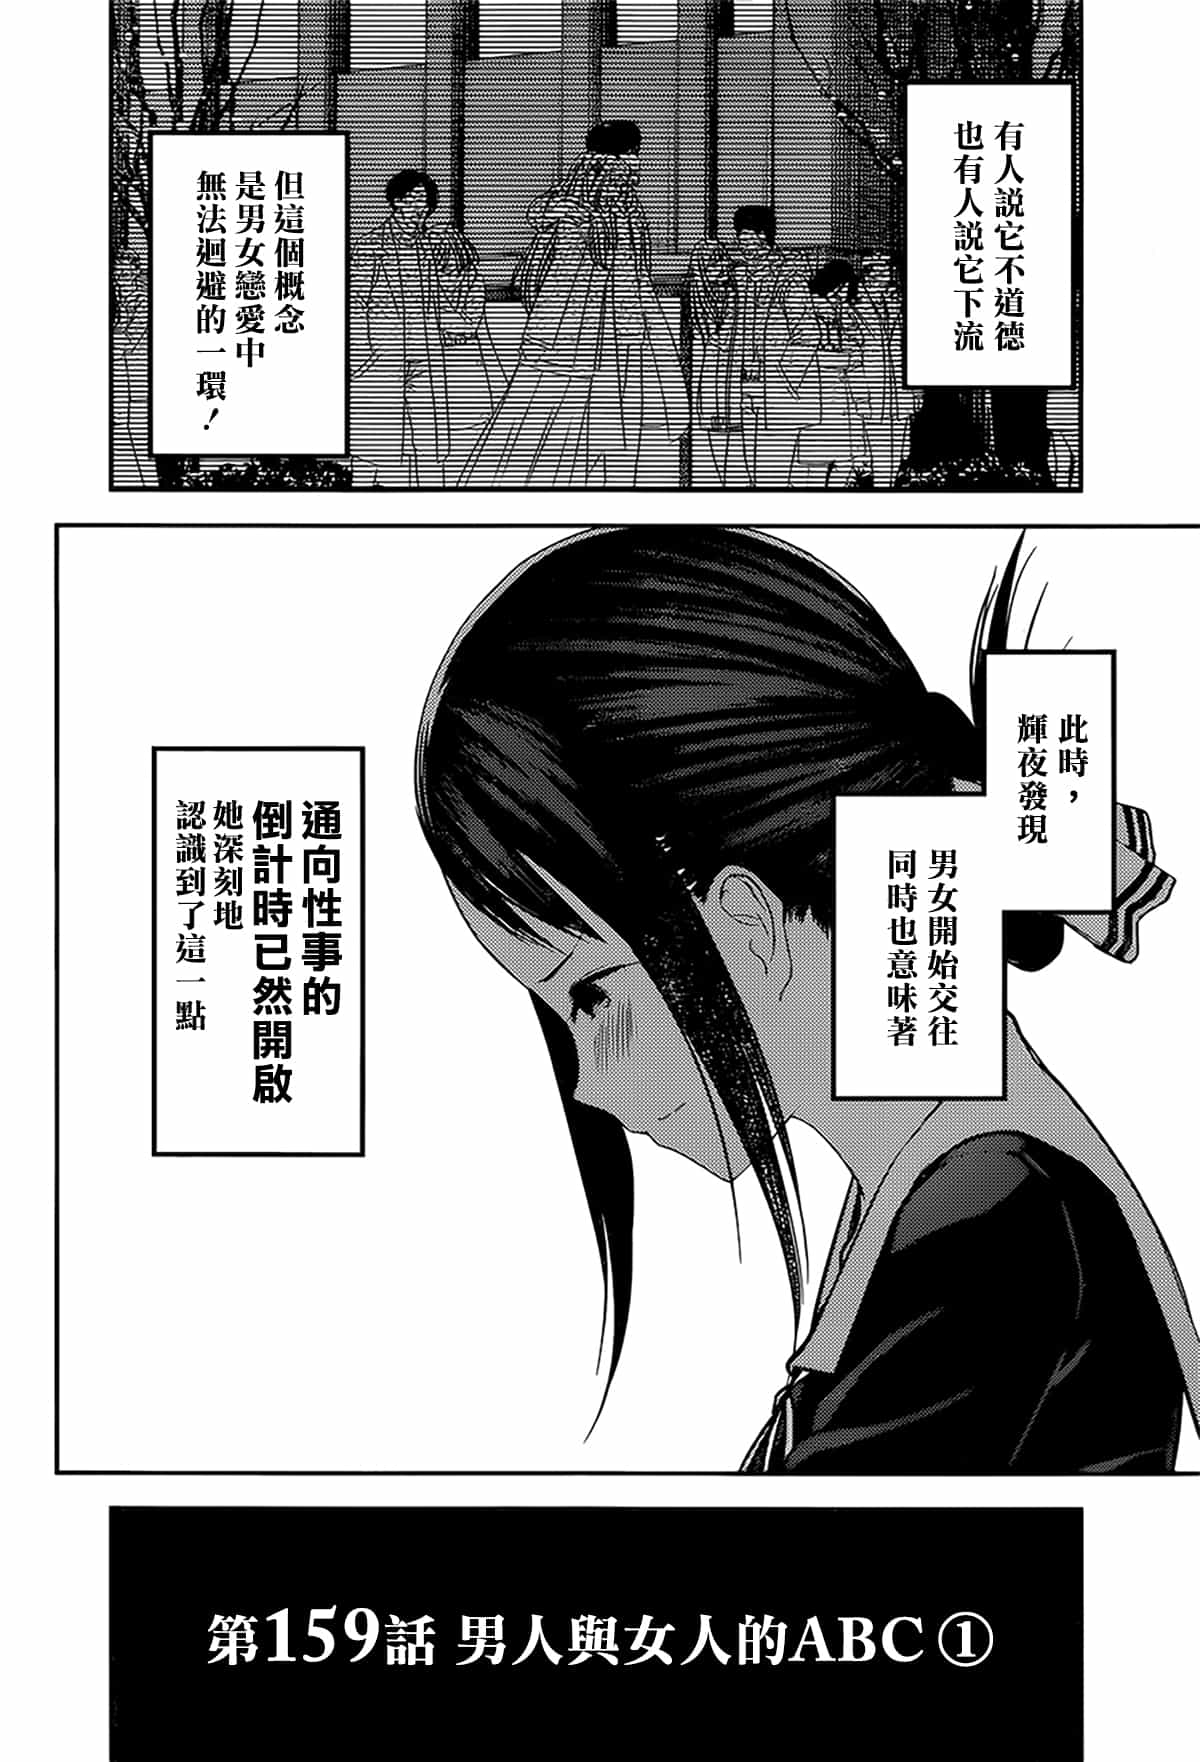 有人説它不道德
也有人説它下流
但這個概念
是男女戀愛中
無法迴避的一環！
此時，
輝夜發現
男女開始交往
同時也意味著
通向性事的
倒計時已然開啟
她深刻地
認識到了這一點
第159話 男人與女人的ABC①